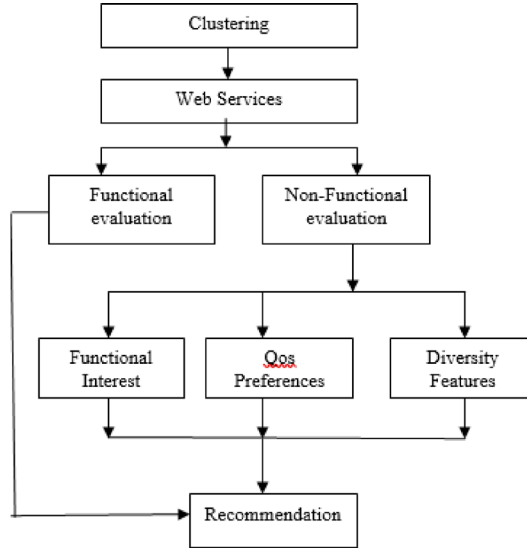 Clustering
Web Services
Functional
evaluation
Non-Functional
evaluation
Functional
Interest
Qos
Preferences
Diversity
Features
Recommendation